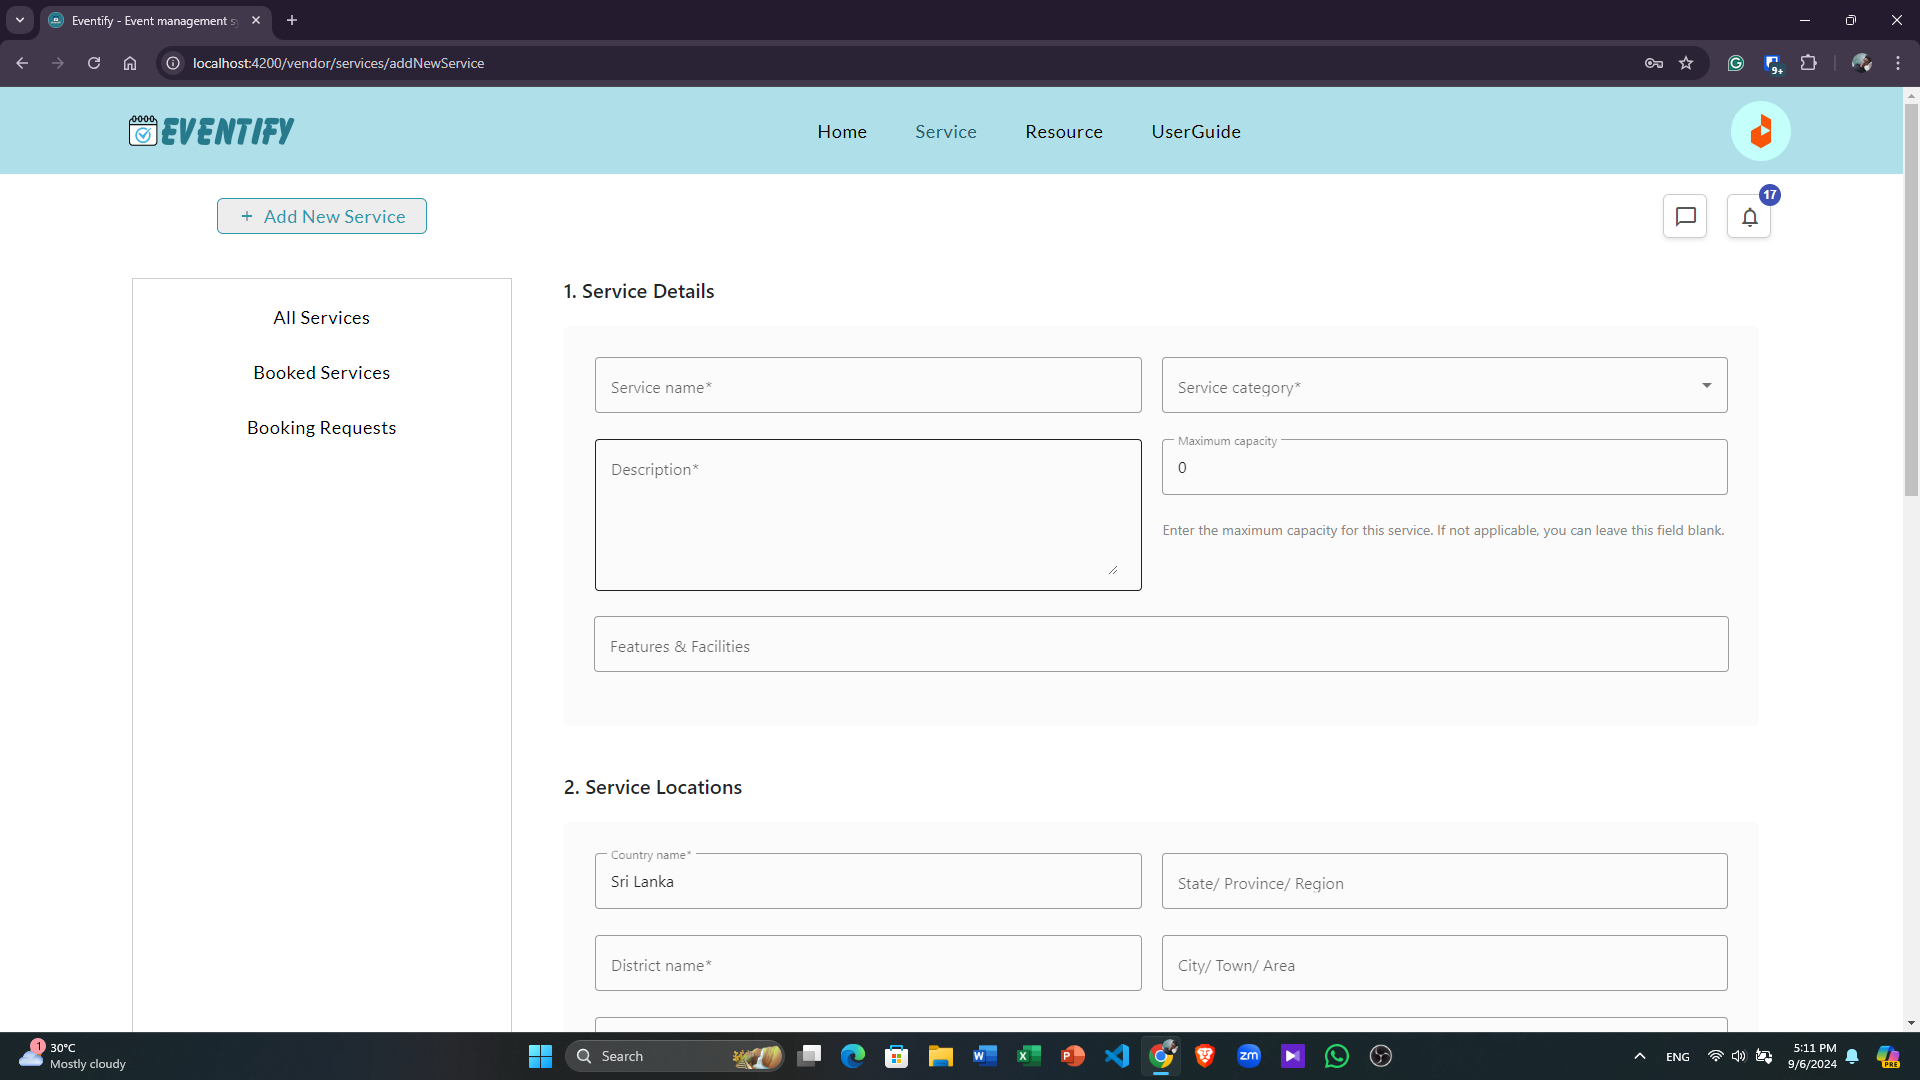 Eventify - Event management s
localhost:4200/vendor/services/addNewService
9+
EVENTIFY
Home
Service
Resource
UserGuide
+ Add New Service
17
All Services
Booked Services
Booking Requests
1. Service Details
Service name*
Service category*
Description*
Maximum capacity
0
Enter the maximum capacity for this service. If not applicable, you can leave this field blank.
Features & Facilities
2. Service Locations
Country name*
Sri Lanka
State/ Province/ Region
District name*
City/ Town/ Area
1
30°C
Mostly cloudy
Search
zm
ENG
5:11 PM
9/6/2024
PRE